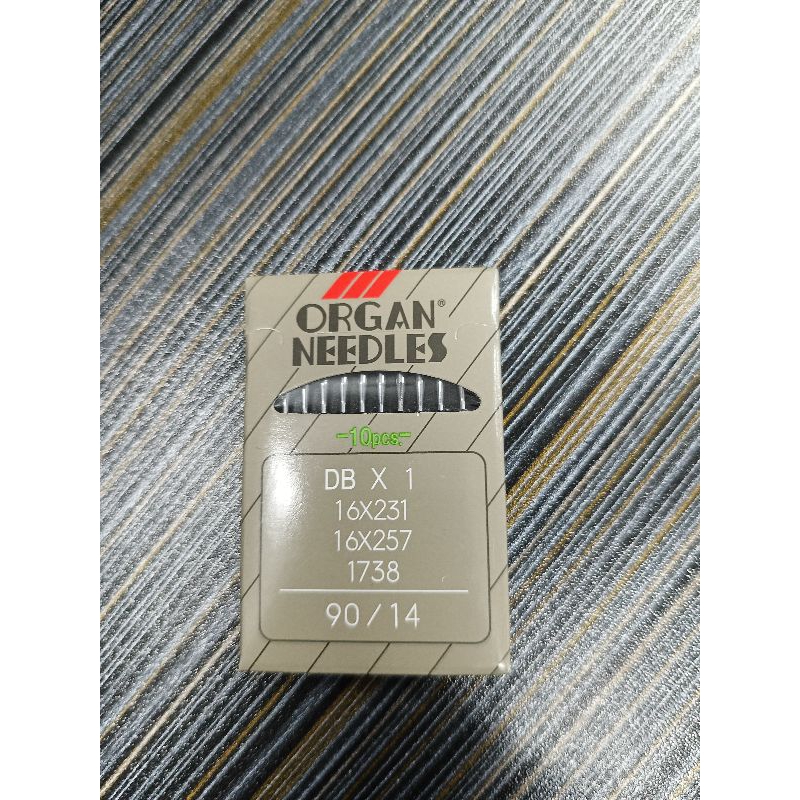 ORGAN®
NEEDLES
-10pcs.-
DB X 1
16X231
16X257
1738
90/14